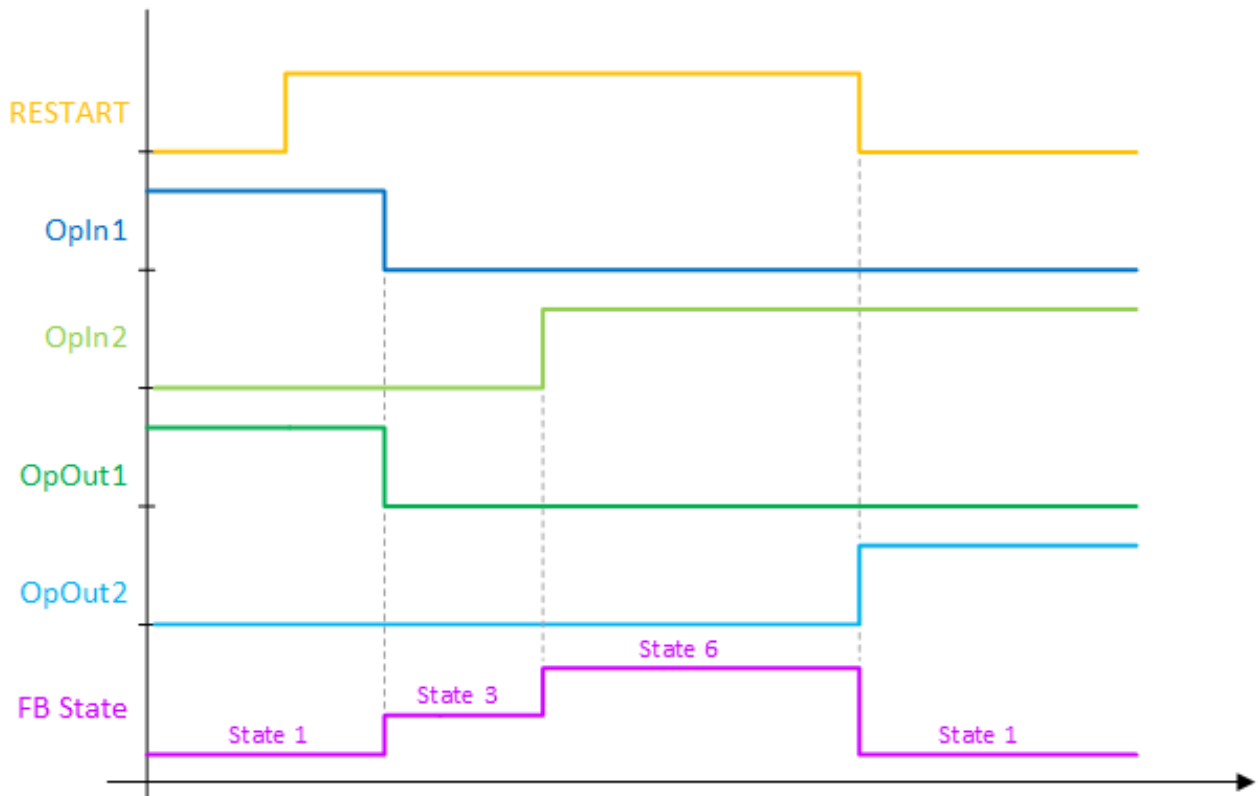 RESTART
OpIn1
OpIn2
OpOut1
OpOut2
State 6
State 3
FB State
State 1
State 1